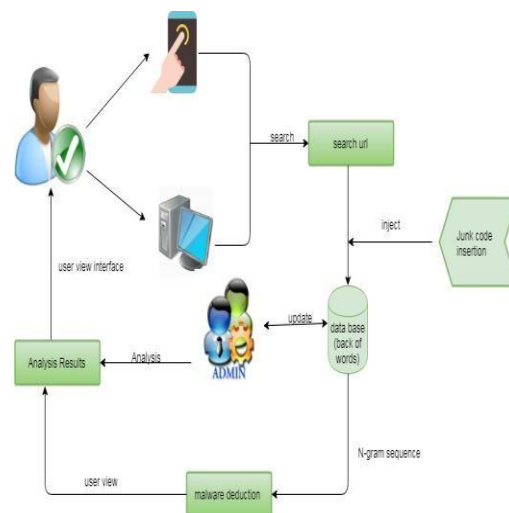 search
search url
inject
Junk code
insertion
user view interface
update
data base
(back of
words)
ADMIN
Analysis
Analysis Results
N-gram sequence
user view
malware deduction